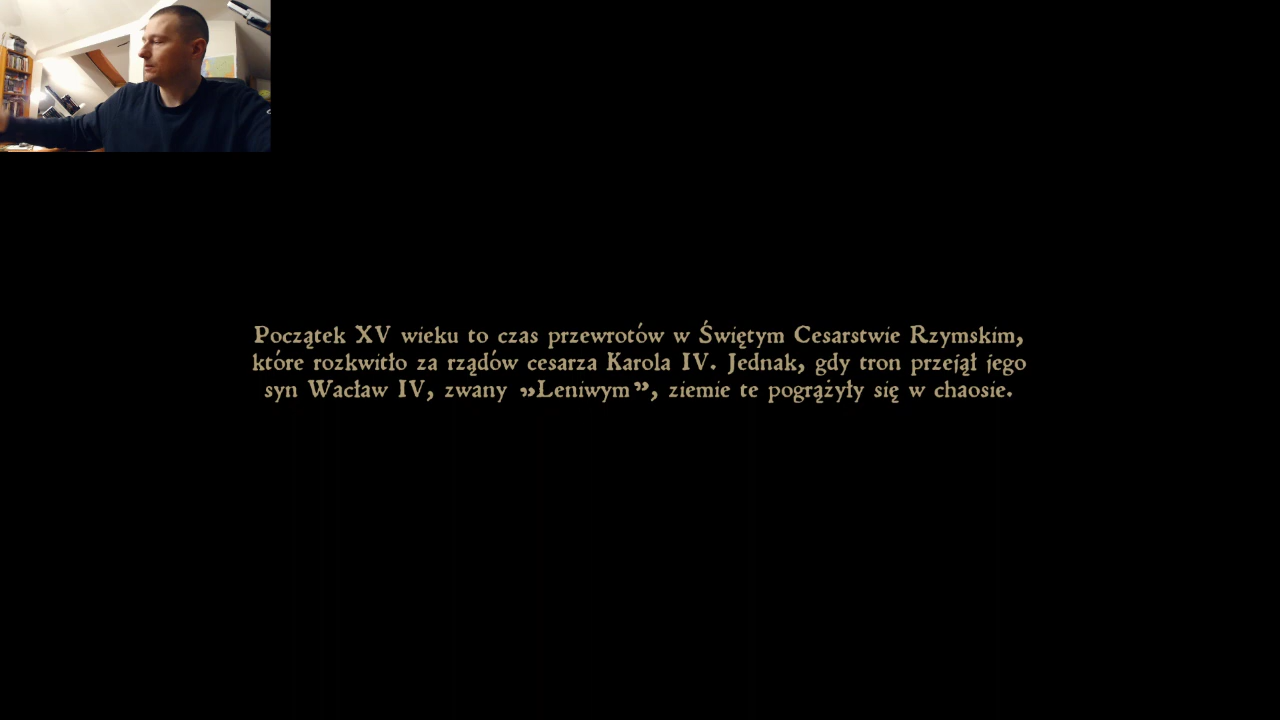 Początek XV wieku to czas przewrotów w Świętym Cesarstwie Rzymskim,
które rozkwitło za rządów cesarza Karola IV. Jednak, gdy tron przejął jego
syn Wacław IV, zwany „Leniwym”, ziemie te pogrążyły się w chaosie.